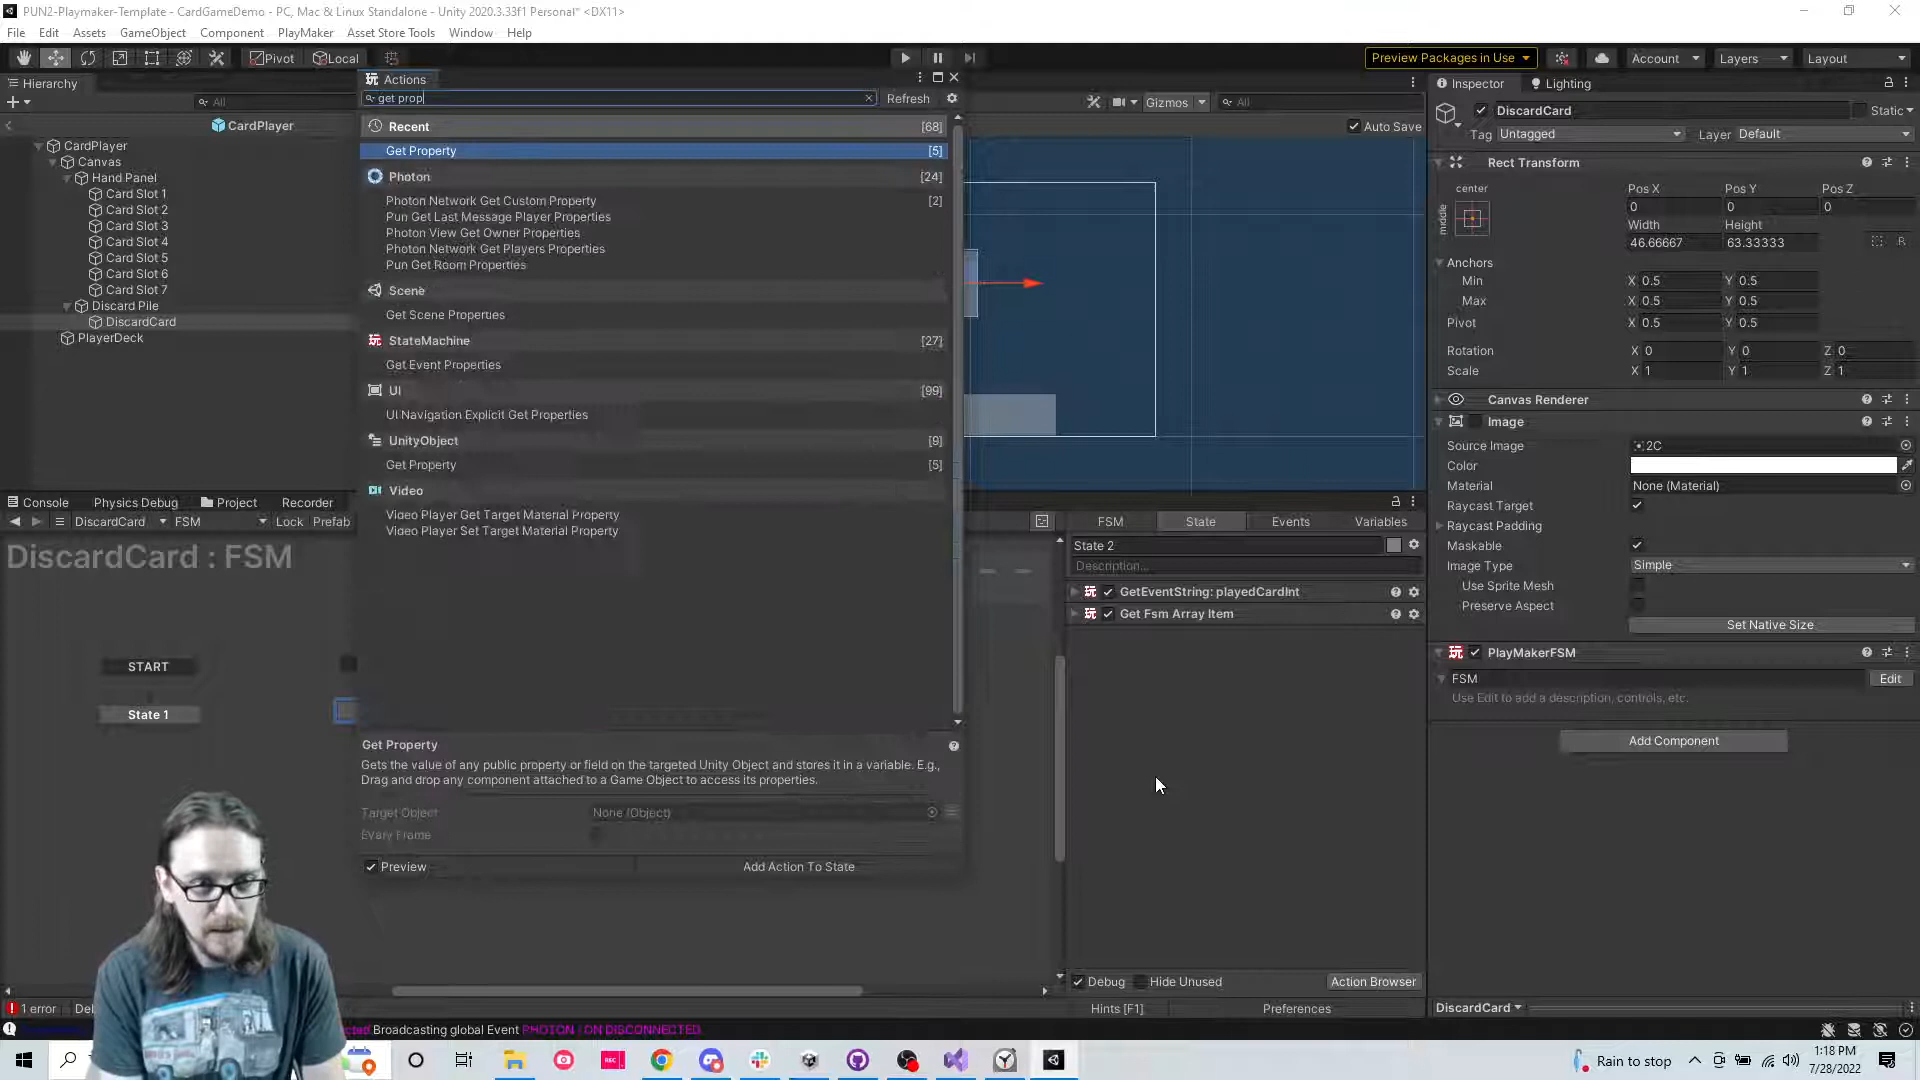 PUN2-Playmaker-Template - CardGameDemo - PC, Mac & Linux Standalone - Unity 2020.3.33f1 Personal* <DX11>
File Edit Assets GameObject Component PlayMaker Asset Store Tools Window Help
Pivot Local Preview Packages in Use Account Layers Layout
Hierarchy Actions Inspector Lighting
All get prop Refresh Gizmos All DiscardCard Static
CardPlayer Recent [68] Auto Save Tag Untagged Layer Default
CardPlayer
Canvas
Hand Panel
Card Slot 1
Card Slot 2
Card Slot 3
Card Slot 4
Card Slot 5
Card Slot 6
Card Slot 7
Discard Pile
DiscardCard
PlayerDeck
Get Property [5]
Photon [24]
Photon Network Get Custom Property [2]
Pun Get Last Message Player Properties
Photon View Get Owner Properties
Photon Network Get Players Properties
Pun Get Room Properties
Scene
Get Scene Properties
StateMachine [27]
Get Event Properties
UI [99]
UI Navigation Explicit Get Properties
UnityObject [9]
Get Property [5]
Video
Video Player Get Target Material Property
Video Player Set Target Material Property
Get Property
Gets the value of any public property or field on the targeted Unity Object and stores it in a variable. E.g.,
Drag and drop any component attached to a Game Object to access its properties.
Target Object None (Object)
Every Frame
Preview Add Action To State
Rect Transform
center Pos X Pos Y Pos Z
middle 0 0 0
Width Height
46.66667 63.33333 R
Anchors
Min X 0.5 Y 0.5
Max X 0.5 Y 0.5
Pivot X 0.5 Y 0.5
Rotation X 0 Y 0 Z 0
Scale X 1 Y 1 Z 1
Canvas Renderer
Image
Source Image 2C
Color
Material None (Material)
Raycast Target
Raycast Padding
Maskable
Image Type Simple
Use Sprite Mesh
Preserve Aspect
Set Native Size
PlayMakerFSM
FSM Edit
Use Edit to add a description, controls, etc.
Add Component
Console Physics Debug Project Recorder
DiscardCard FSM Lock Prefab FSM State Events Variables
DiscardCard : FSM
START
State 1
State 2
Description...
GetEventString: playedCardInt
Get Fsm Array Item
Debug Hide Unused Action Browser
1 error Hints [F1] Preferences DiscardCard
Broadcasting global Event PHOTON / ON DISCONNECTED
REC Rain to stop 1:18 PM
7/28/2022